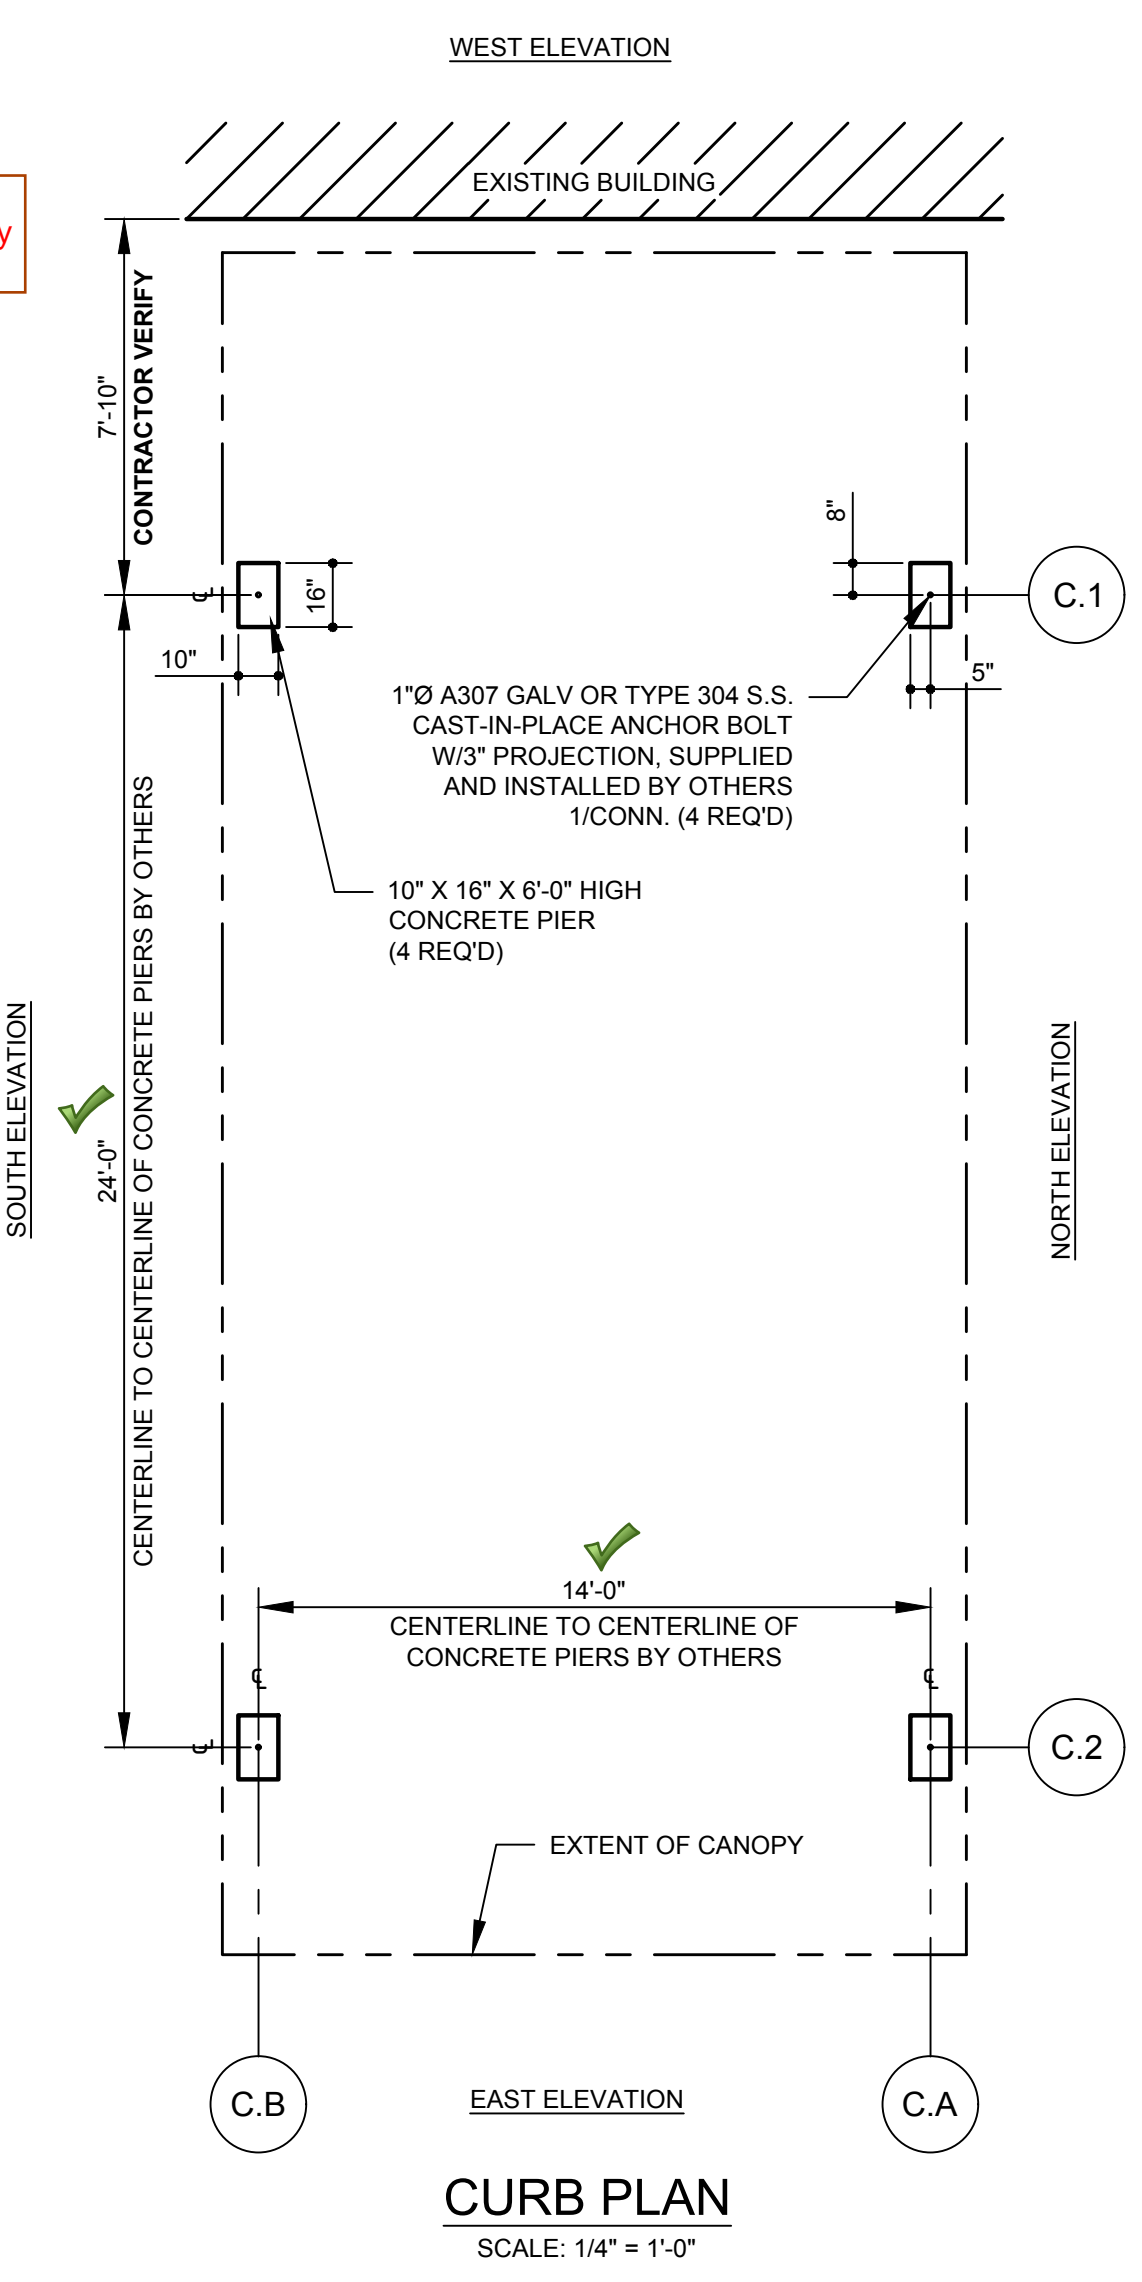 WEST ELEVATION
EXISTING BUILDING
y
7'-10"
CONTRACTOR VERIFY
8"
C.1
℄
16"
10"
5"
1"Ø A307 GALV OR TYPE 304 S.S.
CAST-IN-PLACE ANCHOR BOLT
W/3" PROJECTION, SUPPLIED
AND INSTALLED BY OTHERS
1/CONN. (4 REQ'D)
10" X 16" X 6'-0" HIGH
CONCRETE PIER
(4 REQ'D)
SOUTH ELEVATION
24'-0"
CENTERLINE TO CENTERLINE OF CONCRETE PIERS BY OTHERS
NORTH ELEVATION
14'-0"
CENTERLINE TO CENTERLINE OF
CONCRETE PIERS BY OTHERS
℄
℄
℄
C.2
EXTENT OF CANOPY
C.B
EAST ELEVATION
C.A
CURB PLAN
SCALE: 1/4" = 1'-0"